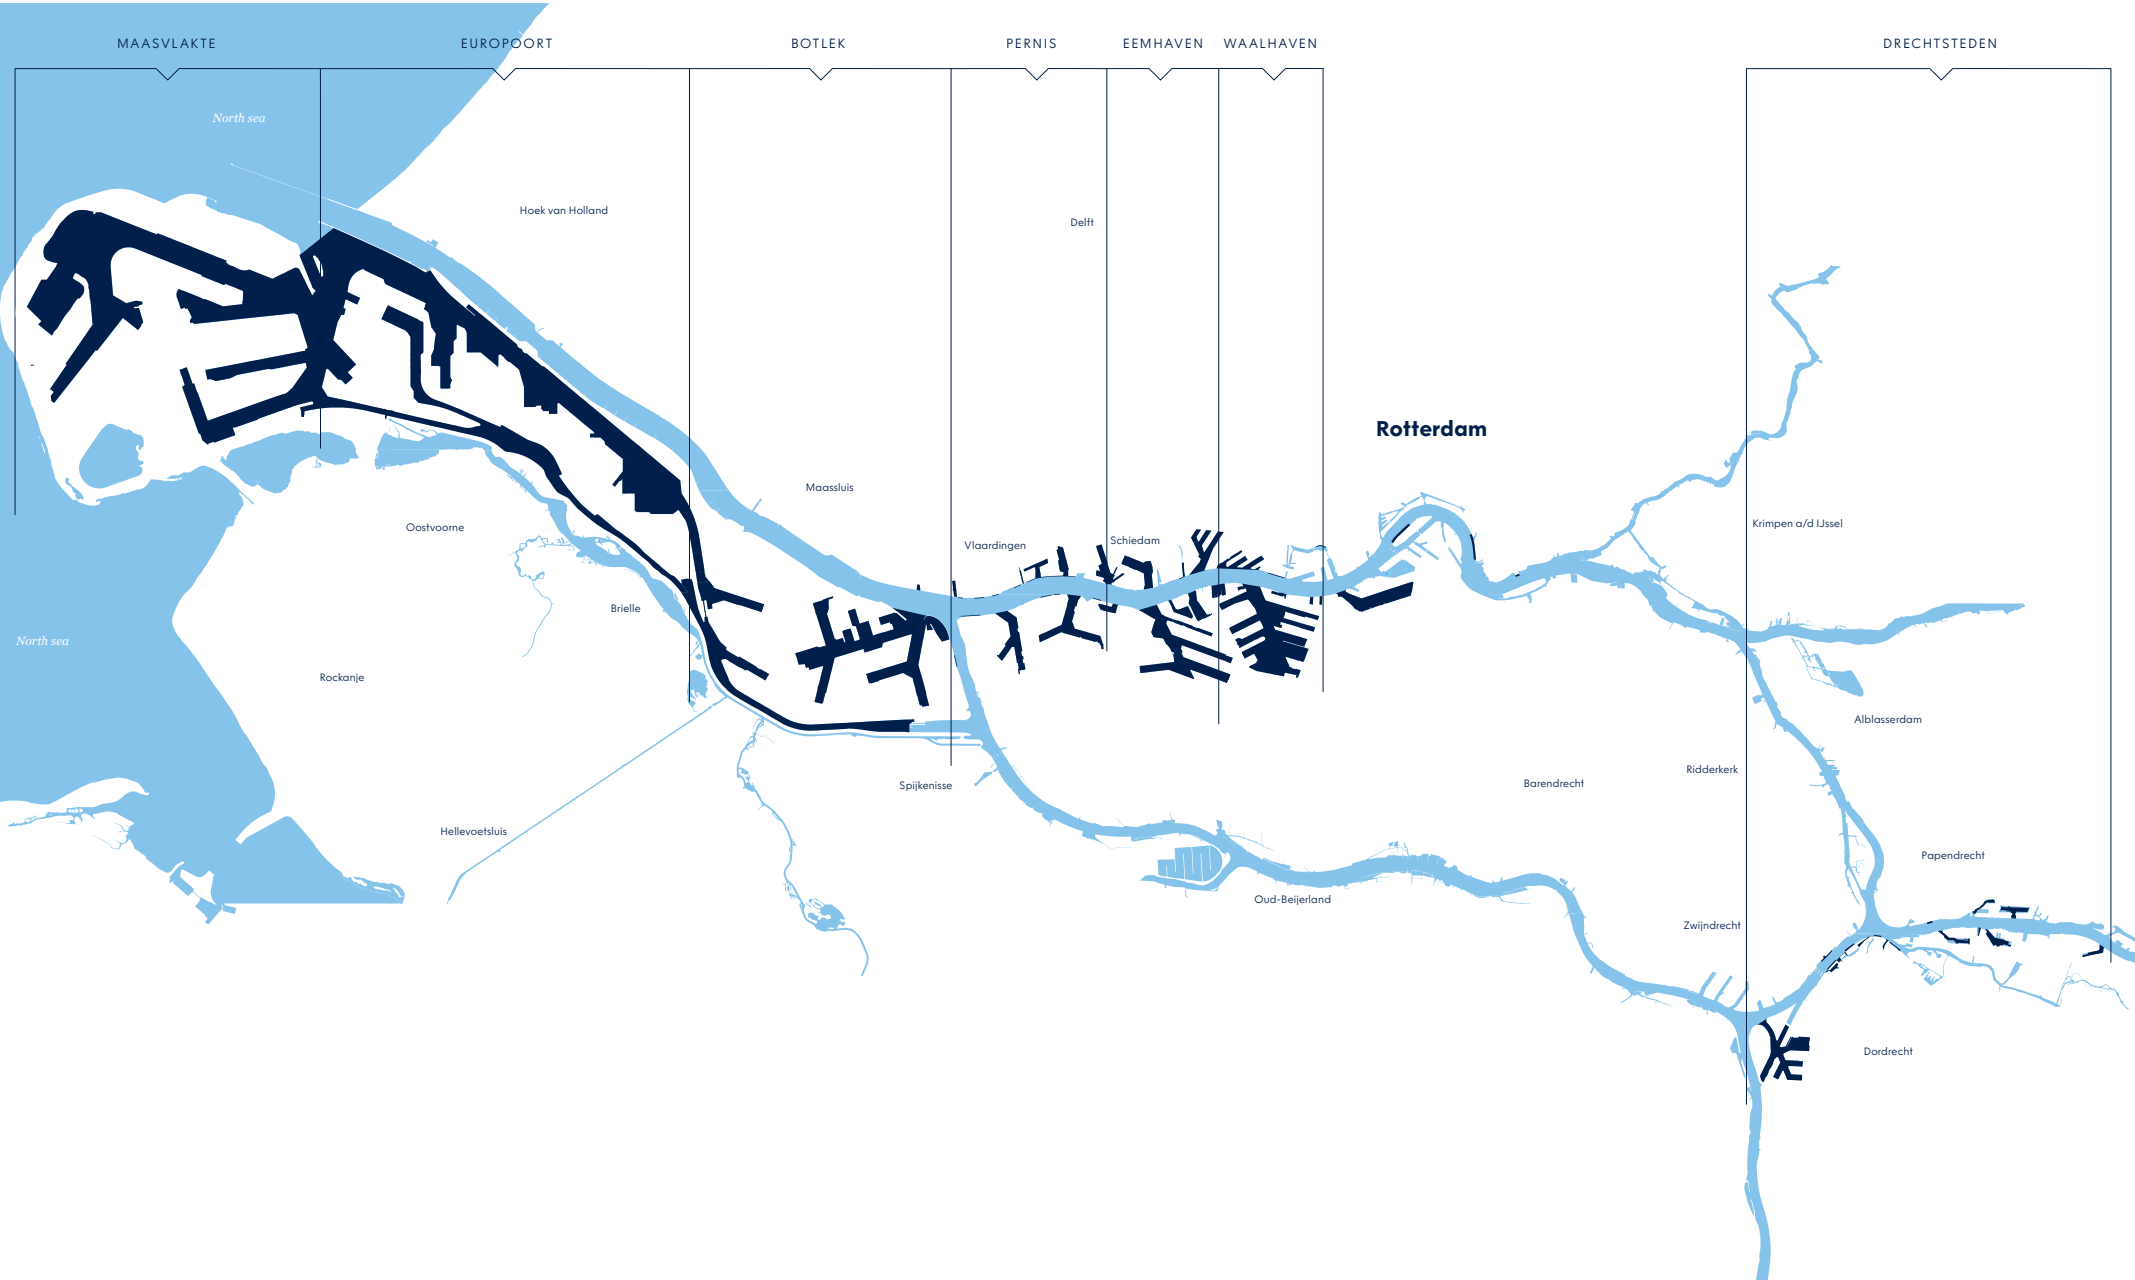 MAASVLAKTE
EUROPOORT
BOTLEK
PERNIS
EEMHAVEN
WAALHAVEN
DRECHTSTEDEN
North sea
Hoek van Holland
Delft
Rotterdam
Maassluis
Krimpen a/d IJssel
Oostvoorne
Schiedam
Vlaardingen
Brielle
North sea
Rockanje
Alblasserdam
Ridderkerk
Barendrecht
Spijkenisse
Hellevoetsluis
Papendrecht
Oud-Beijerland
Zwijndrecht
Dordrecht